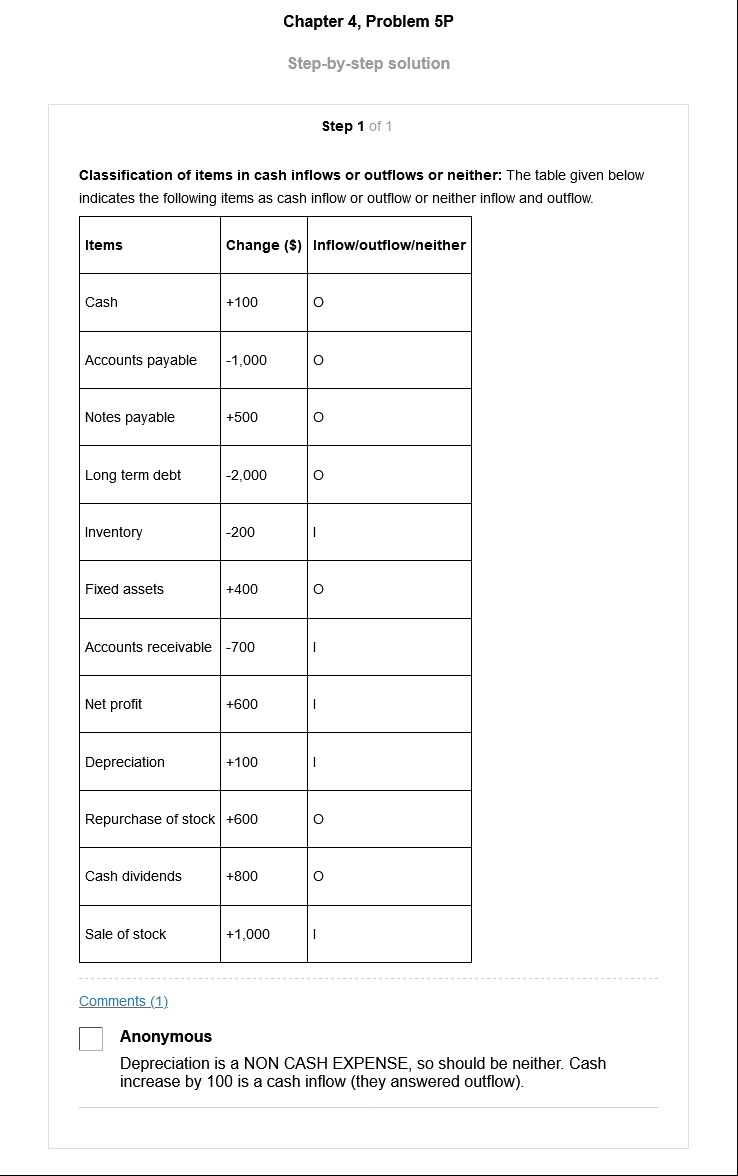 Chapter 4, Problem 5P
Step-by-step solution
Step 1 of 1
Classification of items in cash inflows or outflows or neither: The table given below
indicates the following items as cash inflow or outflow or neither inflow and outflow.
Items Change ($) Inflow/outflow/neither
Cash +100 O
Accounts payable -1,000 O
Notes payable +500 O
Long term debt -2,000 O
Inventory -200 I
Fixed assets +400 O
Accounts receivable -700 I
Net profit +600 I
Depreciation +100 I
Repurchase of stock +600 O
Cash dividends +800 O
Sale of stock +1,000 I
Comments (1)
Anonymous
Depreciation is a NON CASH EXPENSE, so should be neither. Cash
increase by 100 is a cash inflow (they answered outflow).